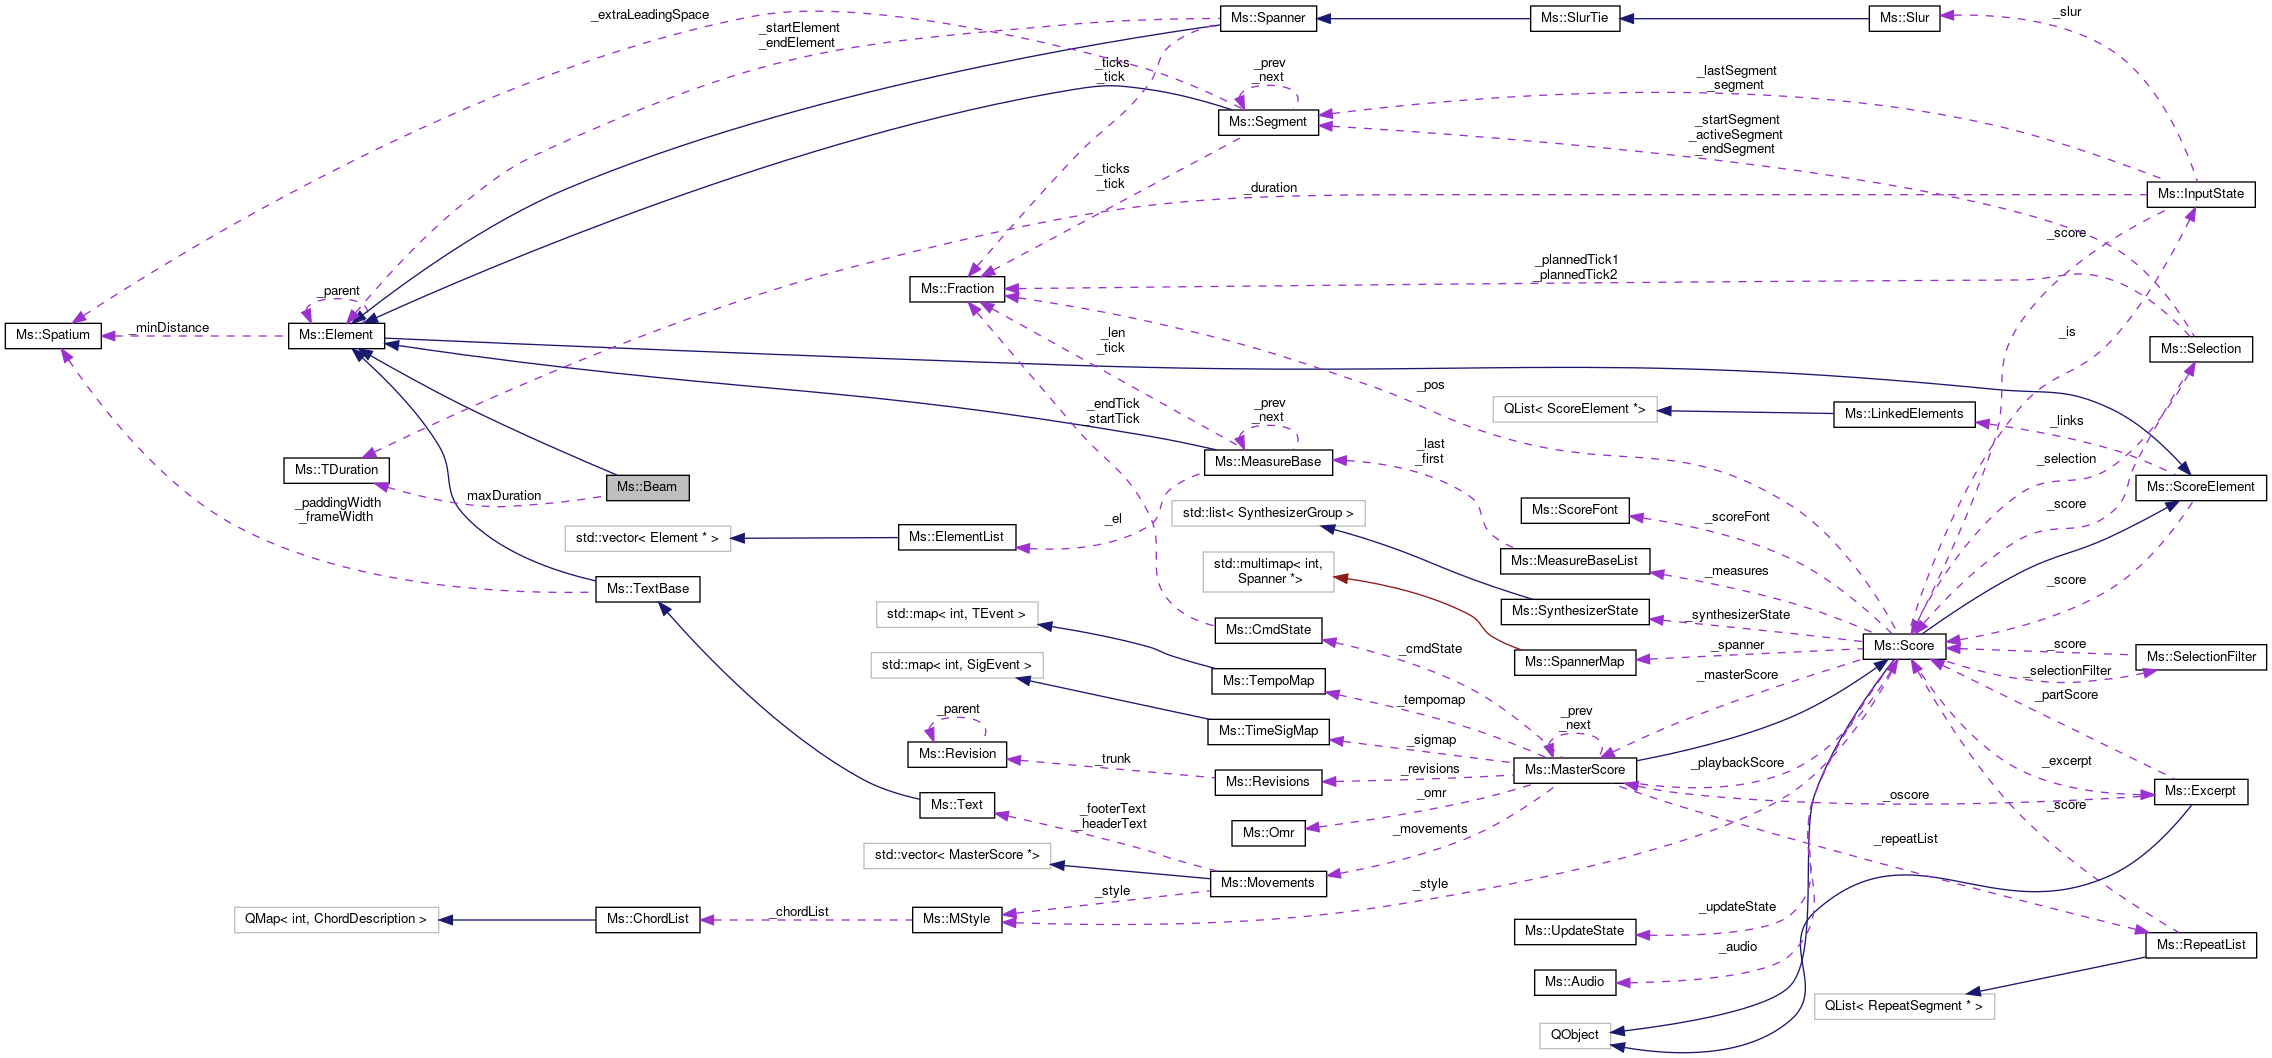 _extraLeadingSpace
_startElement
_endElement
Ms::Spanner
Ms::SlurTie
Ms::Slur
_slur
_ticks
_tick
_prev
_next
_lastSegment
_segment
Ms::Segment
_startSegment
_activeSegment
_endSegment
_ticks
_tick
_duration
Ms::InputState
_score
_plannedTick1
_plannedTick2
Ms::Fraction
_parent
Ms::Spatium
_minDistance
Ms::Element
_len
_tick
_is
Ms::Selection
_pos
_endTick
startTick
_prev
_next
QList< ScoreElement *>
Ms::LinkedElements
_links
_last
_first
Ms::MeasureBase
_selection
Ms::TDuration
Ms::Beam
maxDuration
Ms::ScoreElement
_paddingWidth
_frameWidth
_el
std::list< SynthesizerGroup >
Ms::ScoreFont
_scoreFont
_score
std::vector< Element * >
Ms::ElementList
std::multimap< int,
Spanner *>
Ms::MeasureBaseList
_measures
_score
Ms::TextBase
std::map< int, TEvent >
Ms::SynthesizerState
_synthesizerState
Ms::CmdState
_cmdState
Ms::SpannerMap
_spanner
Ms::Score
_score
Ms::SelectionFilter
_selectionFilter
std::map< int, SigEvent >
Ms::TempoMap
_tempomap
_masterScore
_partScore
_parent
_prev
_next
Ms::TimeSigMap
_sigmap
Ms::Revision
_trunk
Ms::Revisions
_revisions
Ms::MasterScore
_playbackScore
_excerpt
_omr
_oscore
Ms::Excerpt
_score
Ms::Text
_footerText
_headerText
Ms::Omr
_movements
_repeatList
std::vector< MasterScore *>
Ms::Movements
_style
_style
QMap< int, ChordDescription >
Ms::ChordList
_chordList
Ms::MStyle
_updateState
Ms::UpdateState
_audio
Ms::RepeatList
Ms::Audio
QList< RepeatSegment * >
QObject